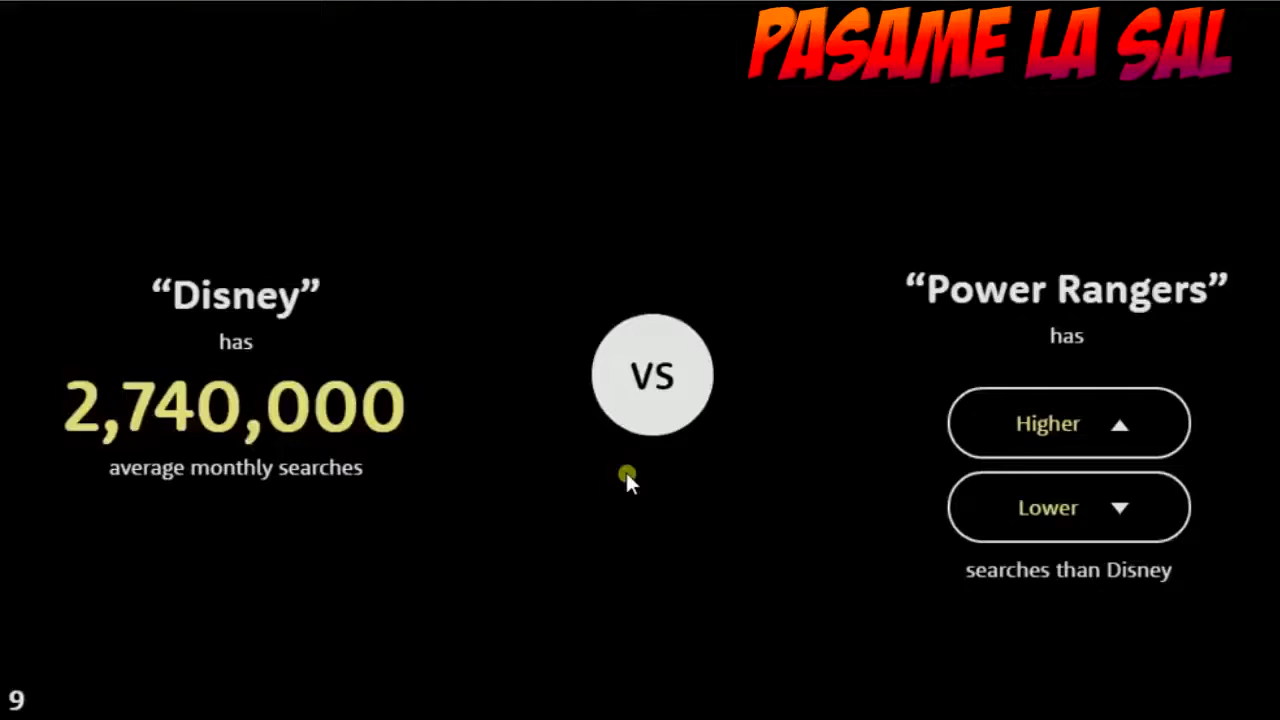 PASAME LA SAL
“Disney”
has
2,740,000
average monthly searches
VS
“Power Rangers”
has
Higher
Lower
searches than Disney
9